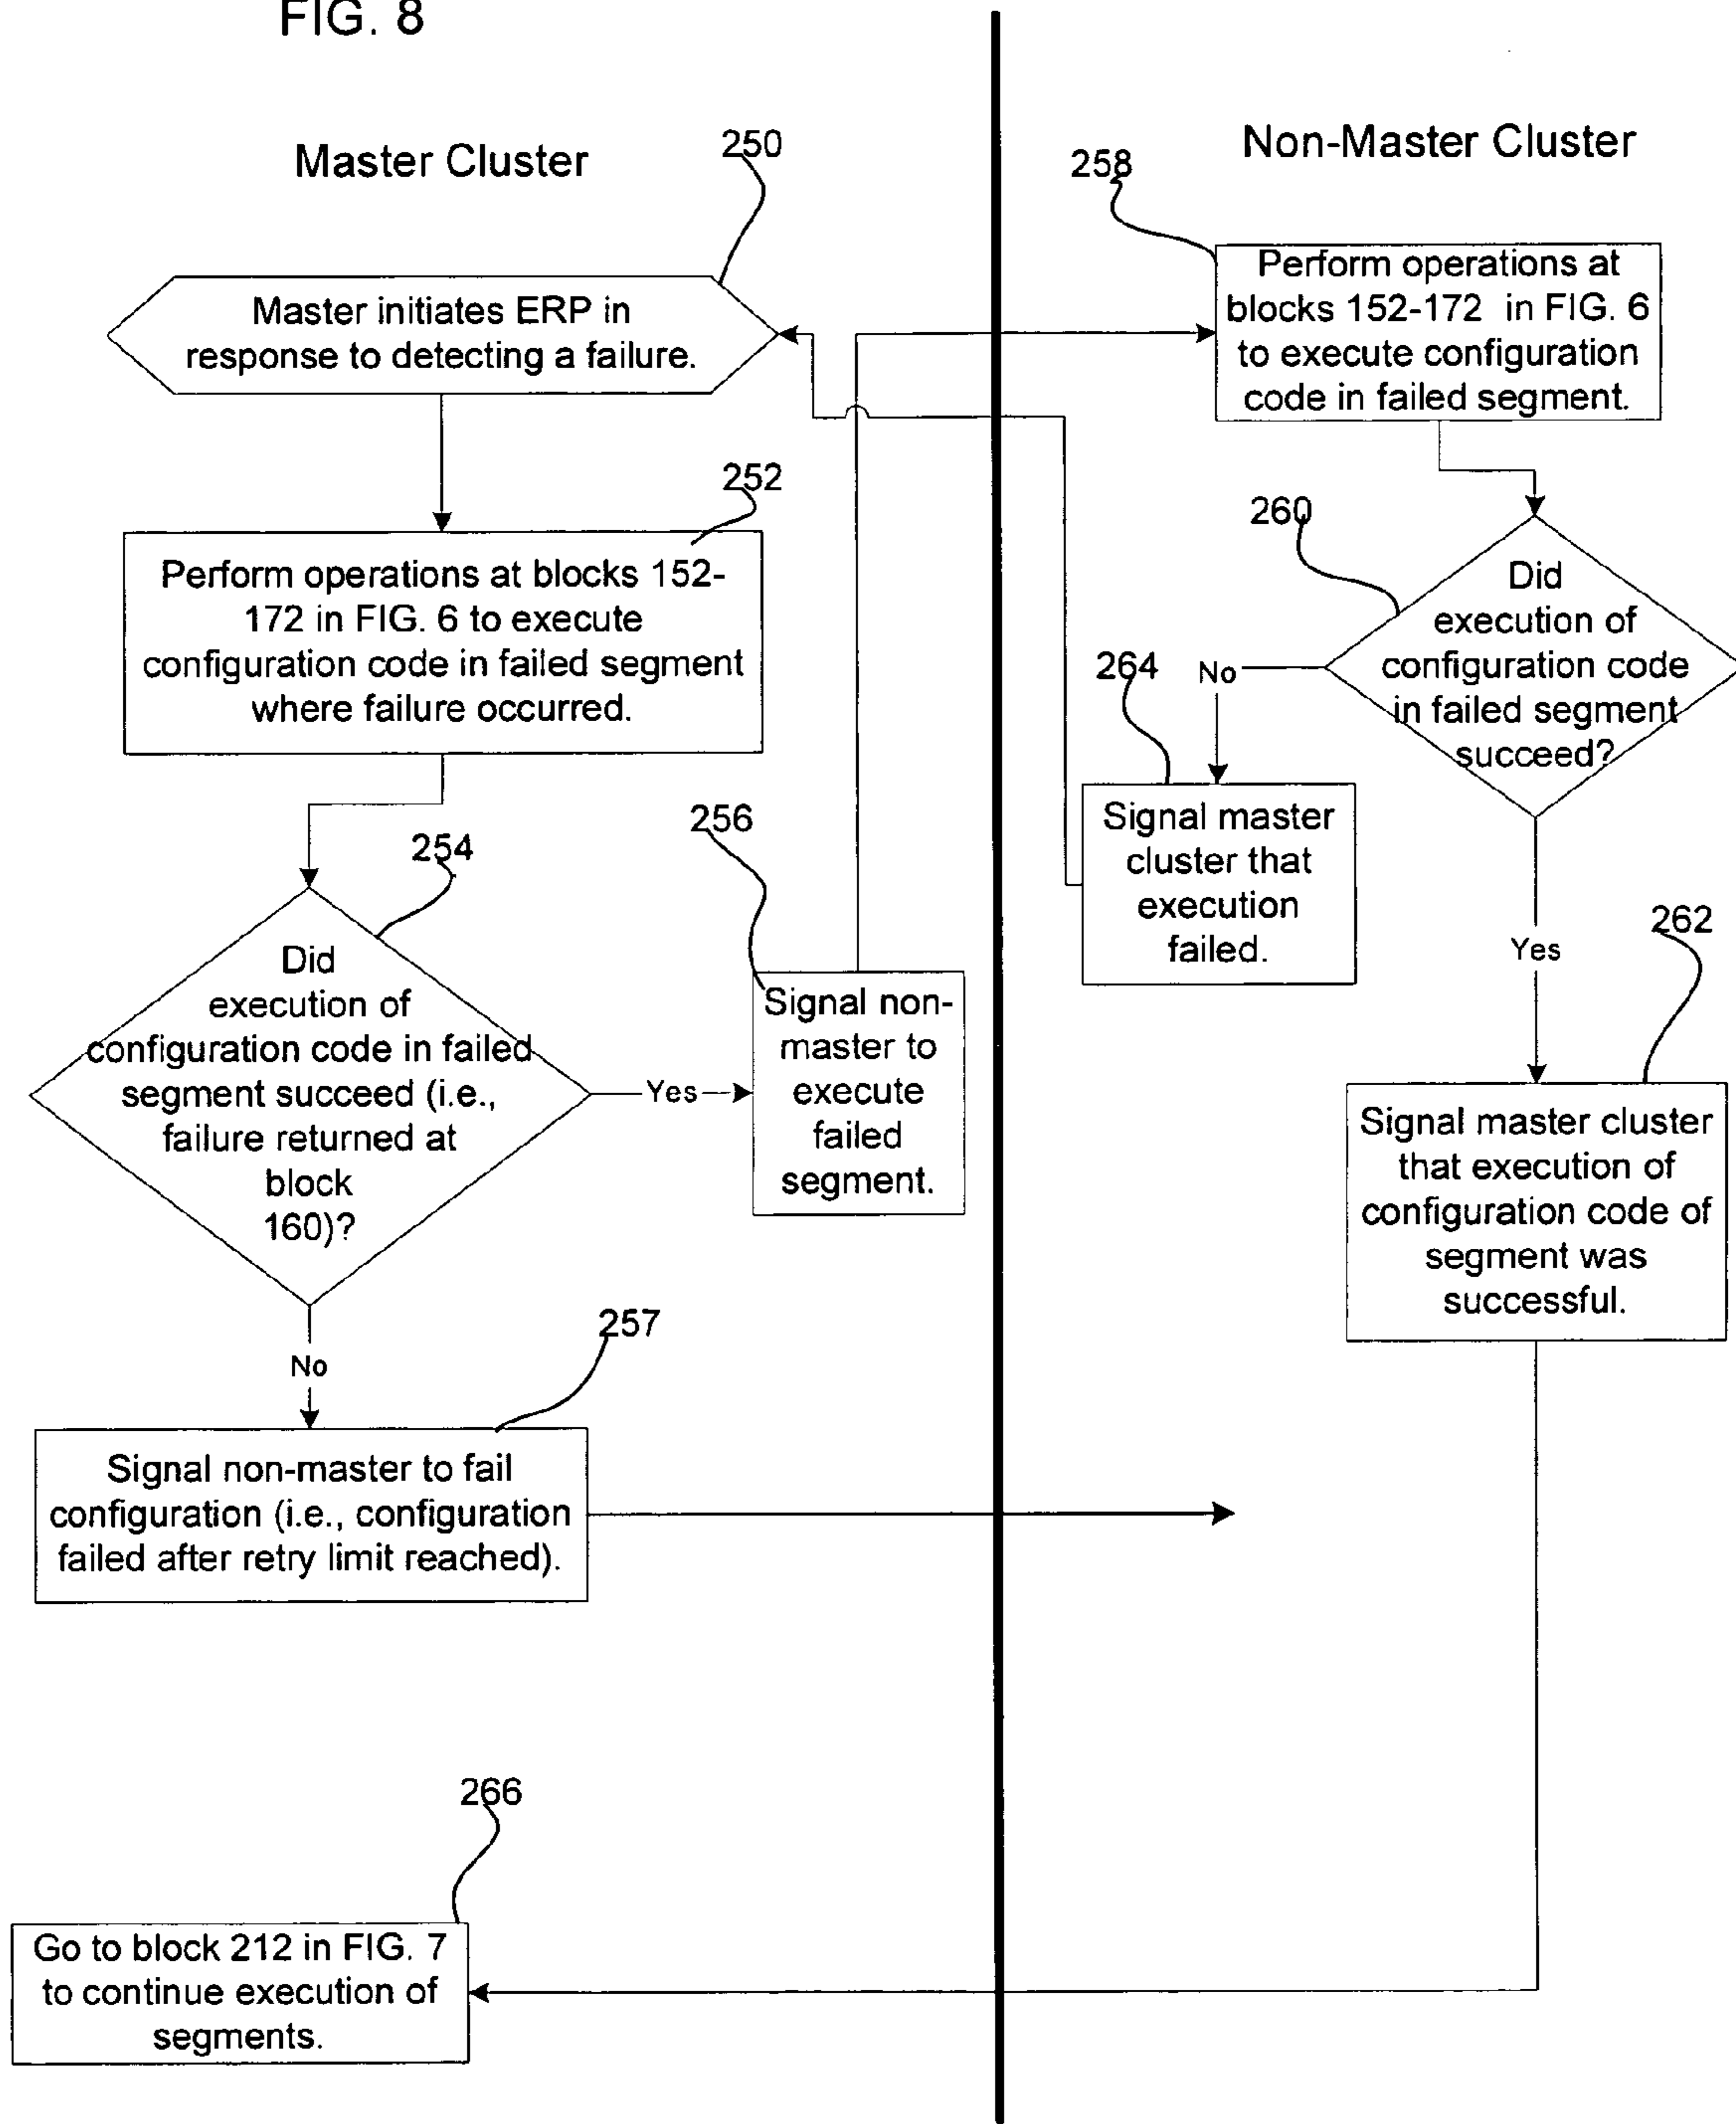 FIG. 8
Master Cluster
250
Master initiates ERP in
response to detecting a failure.
252
Perform operations at blocks 152-
172 in FIG. 6 to execute
configuration code in failed segment
where failure occurred.
254
Did
execution of
configuration code in failed
segment succeed (i.e.,
failure returned at
block
160)?
Yes
256
Signal non-
master to
execute
failed
segment.
No
257
Signal non-master to fail
configuration (i.e., configuration
failed after retry limit reached).
266
Go to block 212 in FIG. 7
to continue execution of
segments.
Non-Master Cluster
258
Perform operations at
blocks 152-172 in FIG. 6
to execute configuration
code in failed segment.
260
Did
execution of
configuration code
in failed segment
succeed?
No
264
Signal master
cluster that
execution
failed.
Yes
262
Signal master cluster
that execution of
configuration code of
segment was
successful.